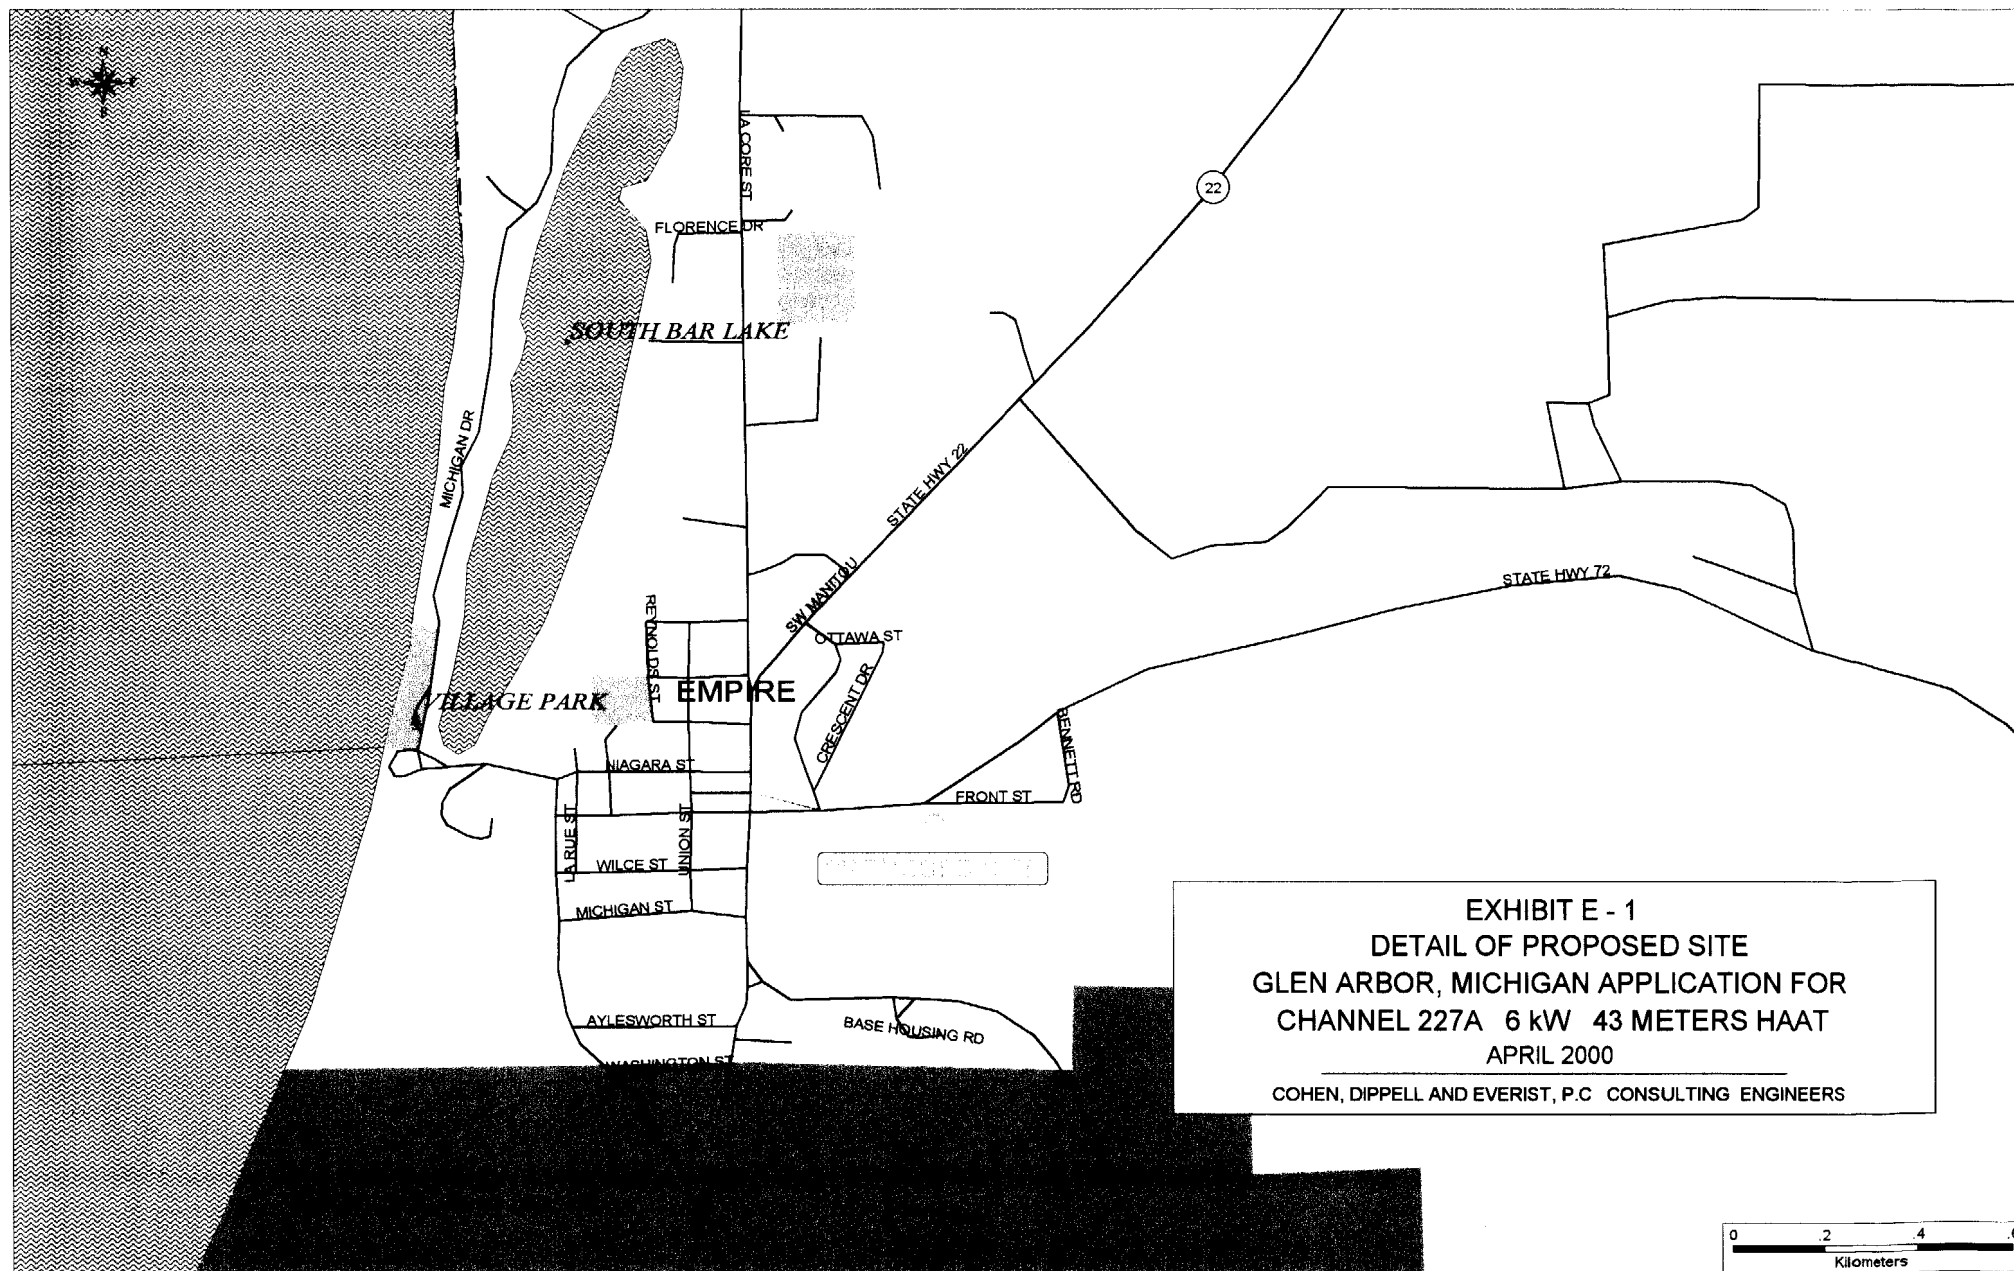 N
LA CORE ST
22
FLORENCE DR
SOUTH BAR LAKE
MICHIGAN DR
STATE HWY 22
SW MANITOU
STATE HWY 72
REYNOLDS ST
OTTAWA ST
EMPIRE
VILLAGE PARK
CRESCENT DR
BENNETT RD
NIAGARA ST
FRONT ST
LA RUE ST
UNION ST
WILCE ST
MICHIGAN ST
AYLESWORTH ST
BASE HOUSING RD
WASHINGTON ST
EXHIBIT E - 1
DETAIL OF PROPOSED SITE
GLEN ARBOR, MICHIGAN APPLICATION FOR
CHANNEL 227A 6 kW 43 METERS HAAT
APRIL 2000
COHEN, DIPPELL AND EVERIST, P.C CONSULTING ENGINEERS
0 .2 .4 .6
Kilometers